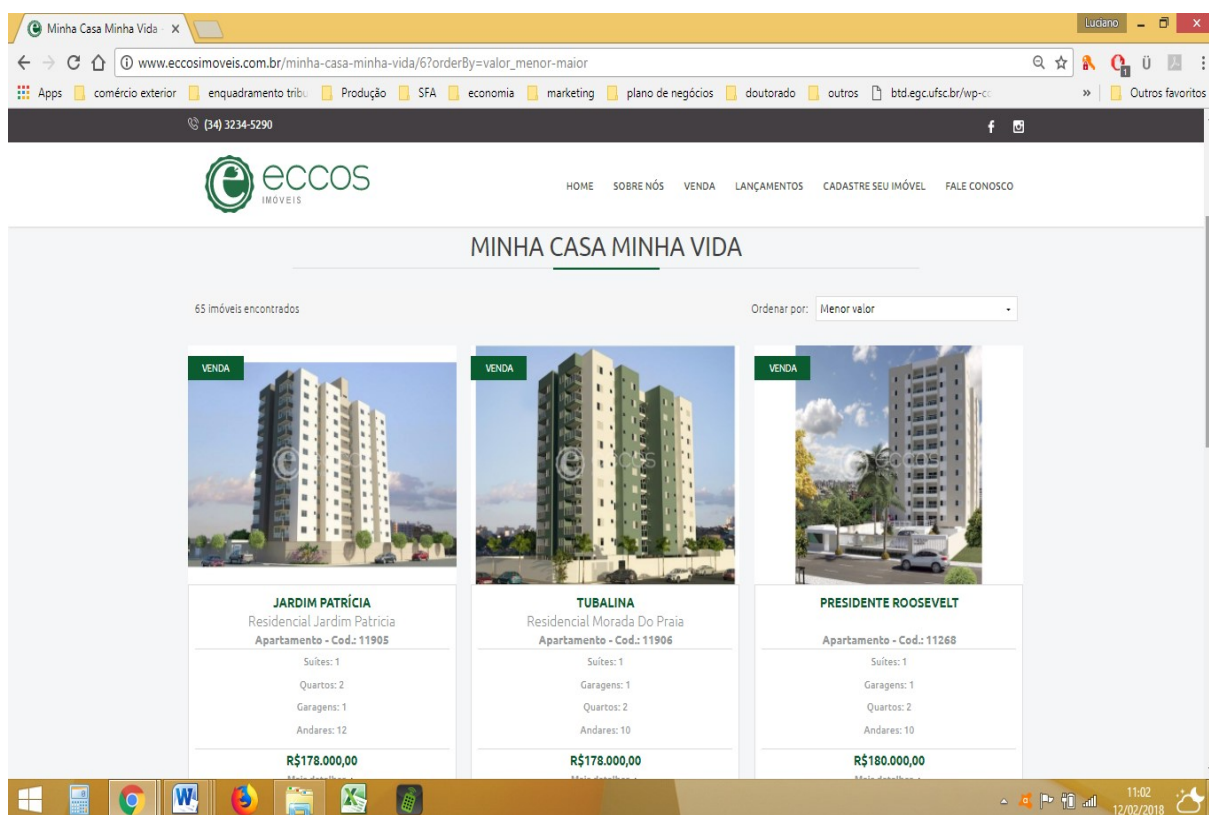 Minha Casa Minha Vida
Luciano
www.eccosimoveis.com.br/minha-casa-minha-vida/6?orderBy=valor_menor-maior
Apps comércio exterior enquadramento tribu Produção SFA economia marketing plano de negócios doutorado outros btd.egc.ufsc.br/wp-co » Outros favoritos
(34) 3234-5290
eccos
IMÓVEIS
HOME SOBRE NÓS VENDA LANÇAMENTOS CADASTRE SEU IMÓVEL FALE CONOSCO
MINHA CASA MINHA VIDA
65 imóveis encontrados
Ordenar por: Menor valor
VENDA
VENDA
VENDA
eccos
eccos
JARDIM PATRÍCIA
Residencial Jardim Patricia
Apartamento - Cod.: 11905
Suítes: 1
Quartos: 2
Garagens: 1
Andares: 12
R$178.000,00
TUBALINA
Residencial Morada Do Praia
Apartamento - Cod.: 11906
Suítes: 1
Garagens: 1
Quartos: 2
Andares: 10
R$178.000,00
PRESIDENTE ROOSEVELT
Apartamento - Cod.: 11268
Suítes: 1
Garagens: 1
Quartos: 2
Andares: 10
R$180.000,00
11:02
12/02/2018